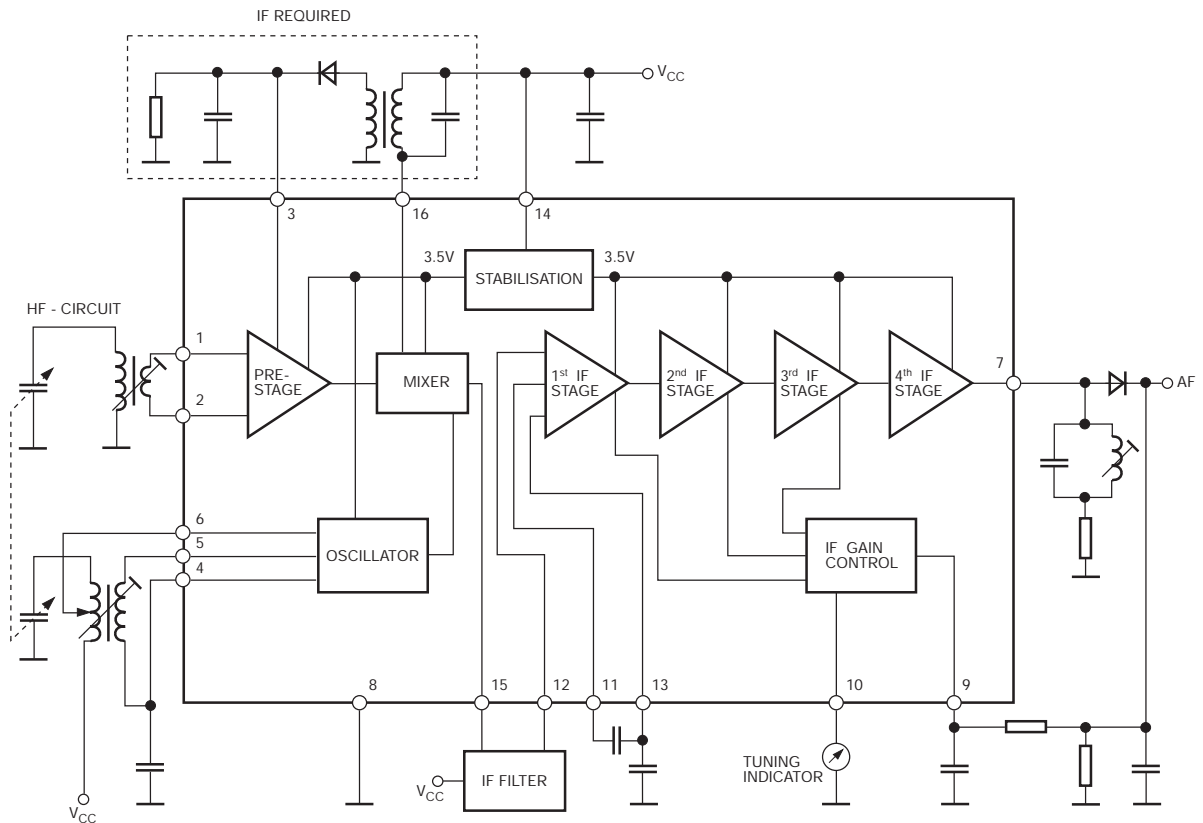 IF REQUIRED
VCC
3
16
14
3.5V
STABILISATION
3.5V
HF - CIRCUIT
1
PRE-
STAGE
2
MIXER
1st IF
STAGE
2nd IF
STAGE
3rd IF
STAGE
4th IF
STAGE
7
AF
6
5
4
OSCILLATOR
IF GAIN
CONTROL
8
15
12
11
13
10
9
VCC
IF FILTER
TUNING
INDICATOR
VCC